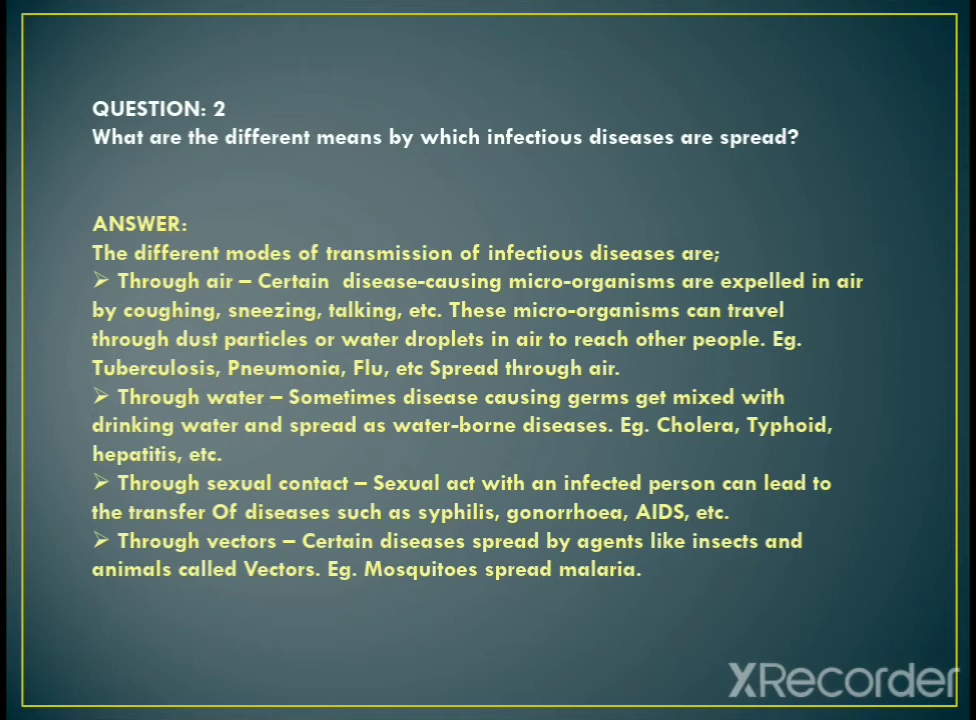 QUESTION: 2
What are the different means by which infectious diseases are spread?
ANSWER:
The different modes of transmission of infectious diseases are;
➢ Through air – Certain  disease-causing micro-organisms are expelled in air
by coughing, sneezing, talking, etc. These micro-organisms can travel
through dust particles or water droplets in air to reach other people. Eg.
Tuberculosis, Pneumonia, Flu, etc Spread through air.
➢ Through water – Sometimes disease causing germs get mixed with
drinking water and spread as water-borne diseases. Eg. Cholera, Typhoid,
hepatitis, etc.
➢ Through sexual contact – Sexual act with an infected person can lead to
the transfer Of diseases such as syphilis, gonorrhoea, AIDS, etc.
➢ Through vectors – Certain diseases spread by agents like insects and
animals called Vectors. Eg. Mosquitoes spread malaria.
XRecorder